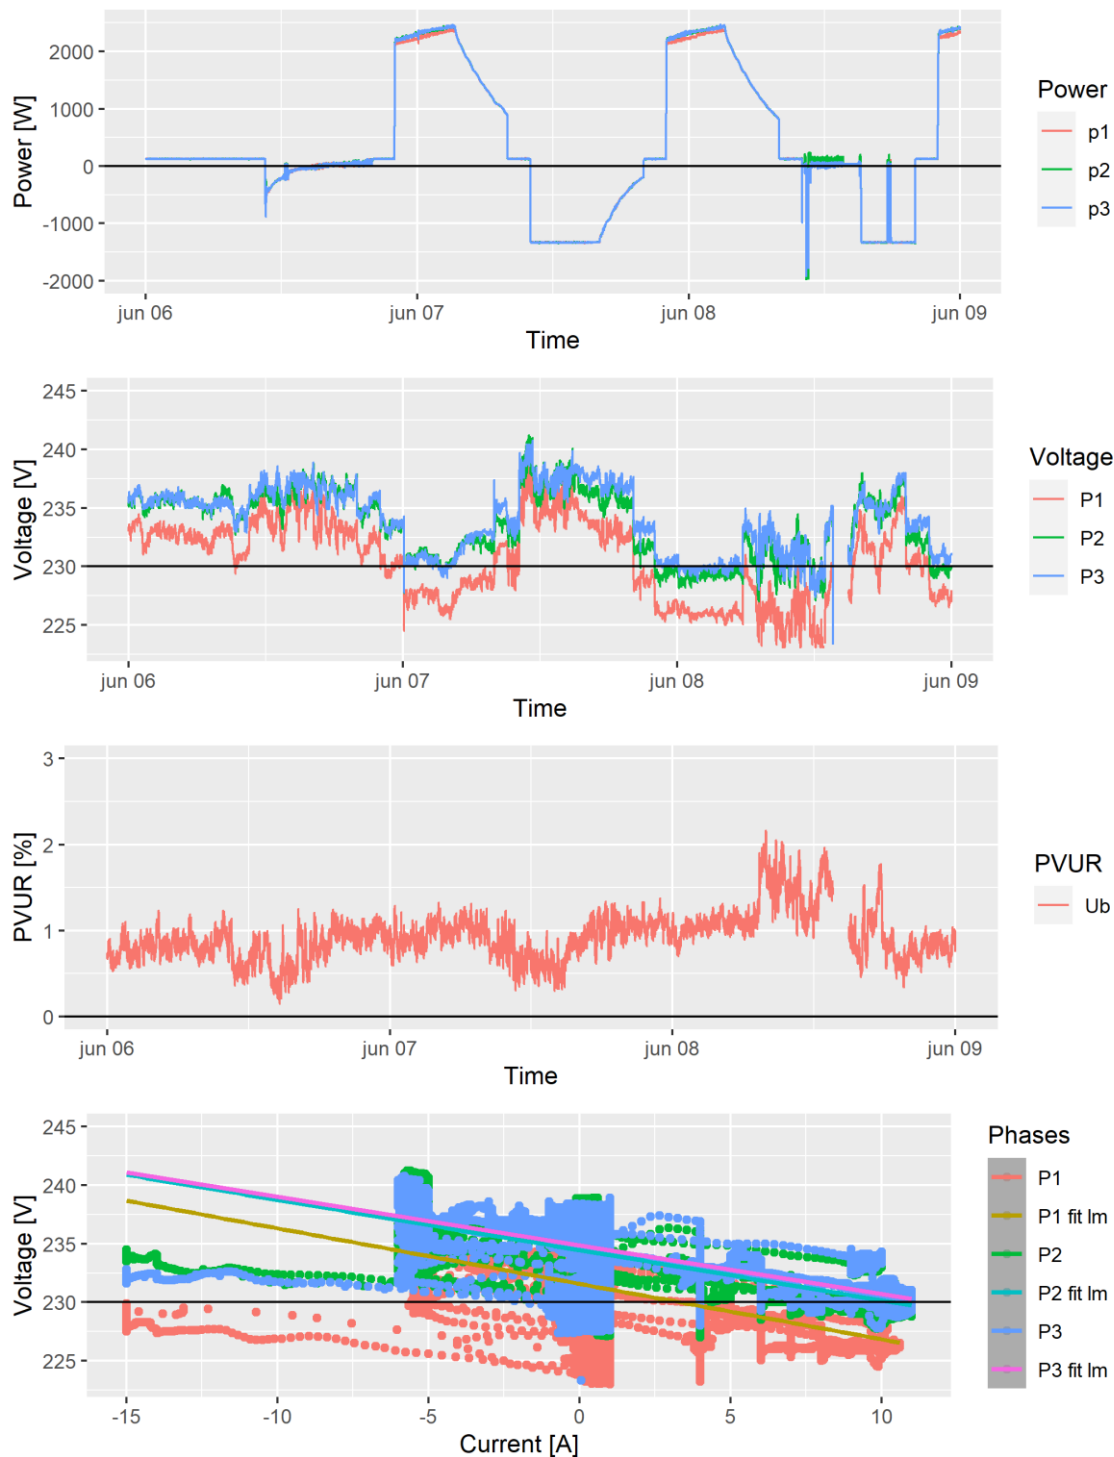 Power [W]
2000
1000
0
-1000
-2000
jun 06
jun 07
jun 08
jun 09
Time
Power
p1
p2
p3
Voltage [V]
245
240
235
230
225
jun 06
jun 07
jun 08
jun 09
Time
Voltage
P1
P2
P3
PVUR [%]
3
2
1
0
jun 06
jun 07
jun 08
jun 09
Time
PVUR
Ub
Voltage [V]
245
240
235
230
225
-15
-10
-5
0
5
10
Current [A]
Phases
P1
P1 fit lm
P2
P2 fit lm
P3
P3 fit lm